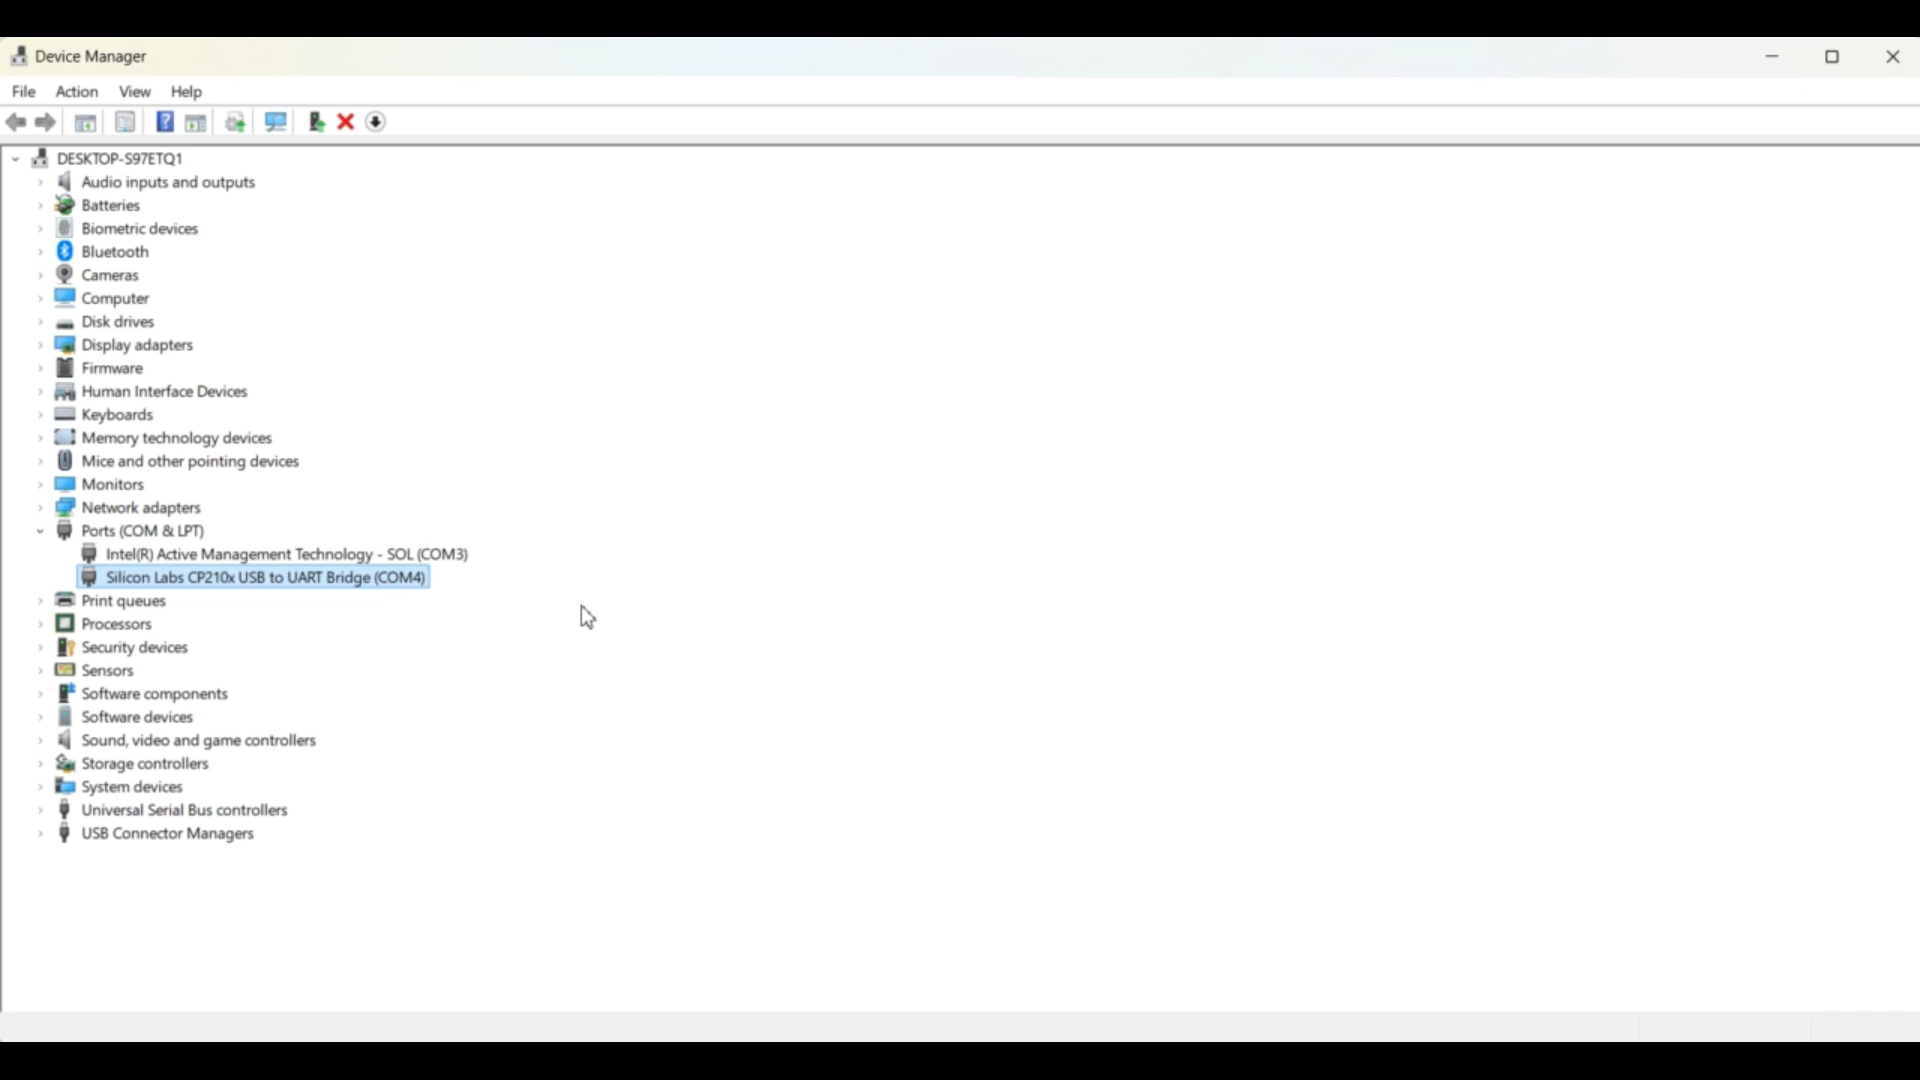 Device Manager
File Action View Help
DESKTOP-S97ETQ1
Audio inputs and outputs
Batteries
Biometric devices
Bluetooth
Cameras
Computer
Disk drives
Display adapters
Firmware
Human Interface Devices
Keyboards
Memory technology devices
Mice and other pointing devices
Monitors
Network adapters
Ports (COM & LPT)
Intel(R) Active Management Technology - SOL (COM3)
Silicon Labs CP210x USB to UART Bridge (COM4)
Print queues
Processors
Security devices
Sensors
Software components
Software devices
Sound, video and game controllers
Storage controllers
System devices
Universal Serial Bus controllers
USB Connector Managers